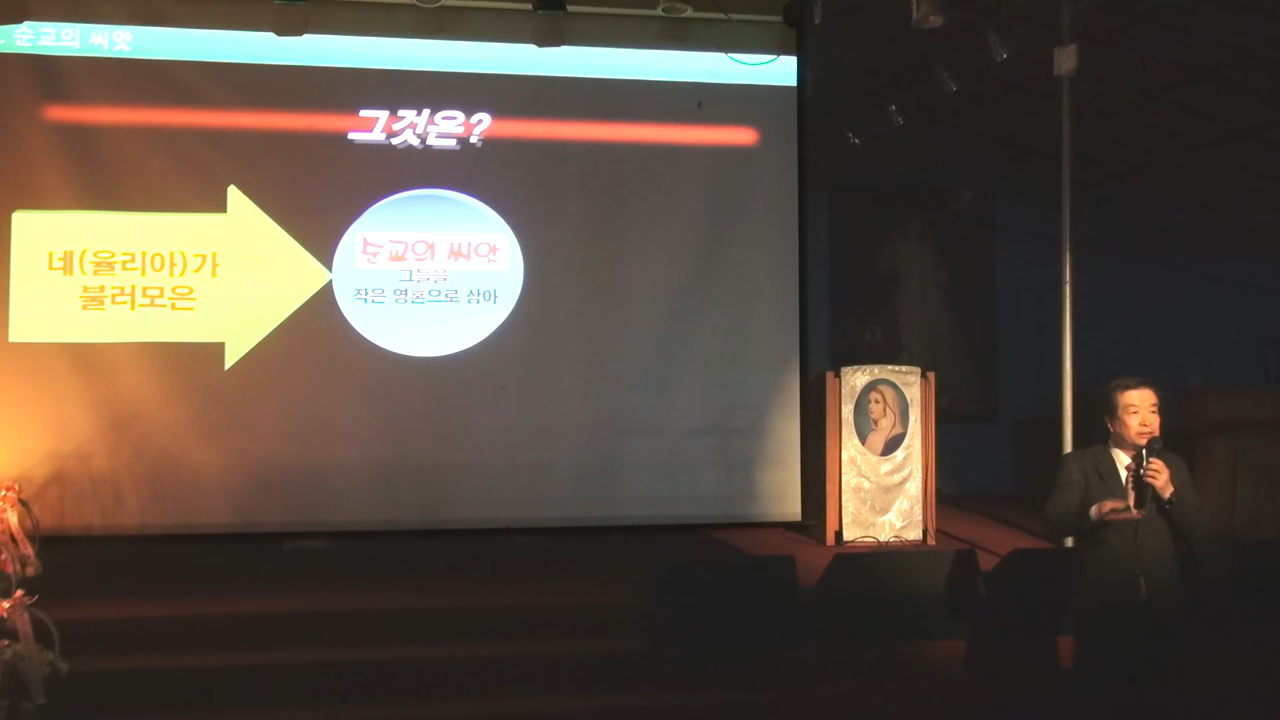 . 순교의 씨앗
그것은?
네(율리아)가
불러모은
순교의 씨앗
그들을
작은 영혼으로 삼아